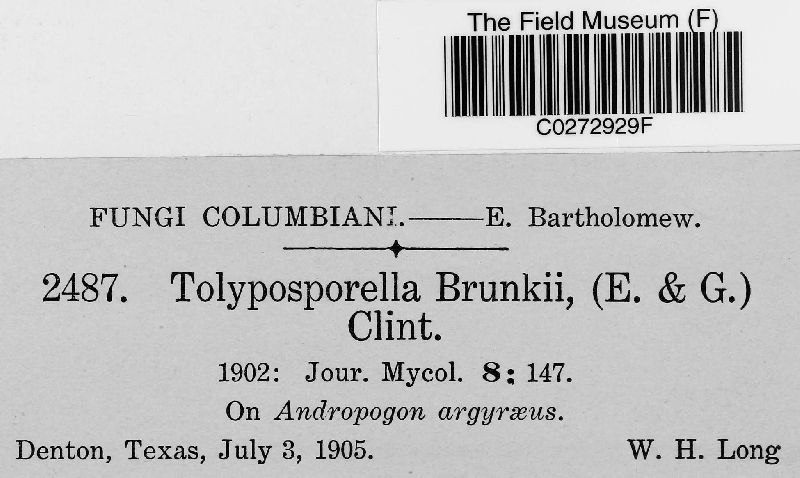 The Field Museum (F)
C0272929F
FUNGI COLUMBIANI.——E. Bartholomew.
2487. Tolyposporella Brunkii, (E. & G.)
Clint.
1902: Jour. Mycol. 8: 147.
On Andropogon argyræus.
Denton, Texas, July 3, 1905. W. H. Long